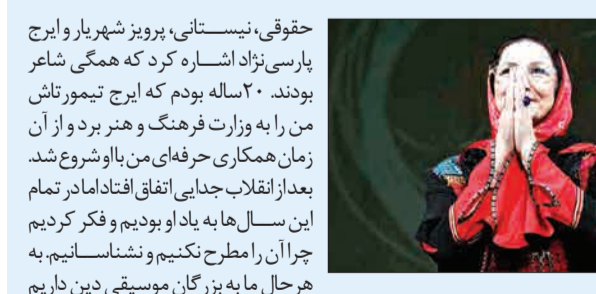 حقوقی، نیستانی، پرویز شهریار و ایرج
پارسی‌نژاد اشاره کرد که همگی شاعر
بودند. ۲۰ساله بودم که ایرج تیمورتاش
من را به وزارت فرهنگ و هنر برد و از آن
زمان همکاری حرفه‌ای من با او شروع شد.
بعد از انقلاب جدایی اتفاق افتاد اما در تمام
این سال‌ها به یاد او بودیم و فکر کردیم
چرا آن را مطرح نکنیم و نشناسانیم. به
هر حال ما به بزرگان موسیقی دین داریم